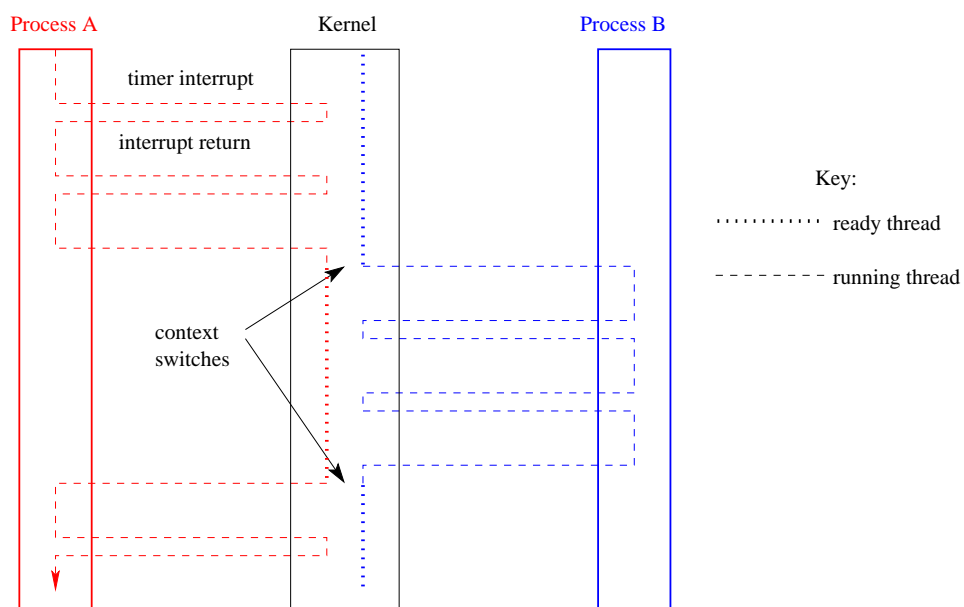 Process A
Kernel
Process B
timer interrupt
interrupt return
Key:
ready thread
running thread
context
switches